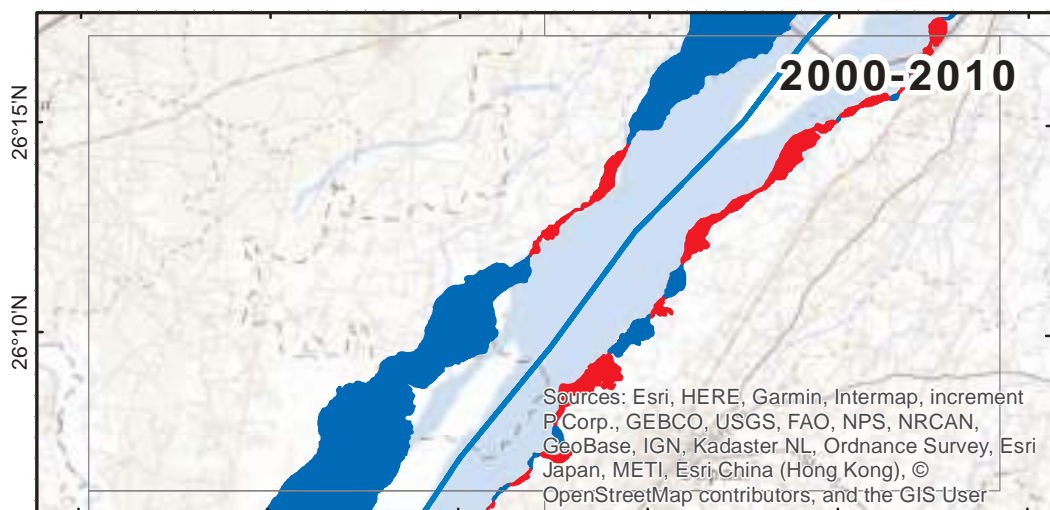 2000-2010
26°15'N
26°10'N
Sources: Esri, HERE, Garmin, Intermap, increment
P Corp., GEBCO, USGS, FAO, NPS, NRCAN,
GeoBase, IGN, Kadaster NL, Ordnance Survey, Esri
Japan, METI, Esri China (Hong Kong), ©
OpenStreetMap contributors, and the GIS User